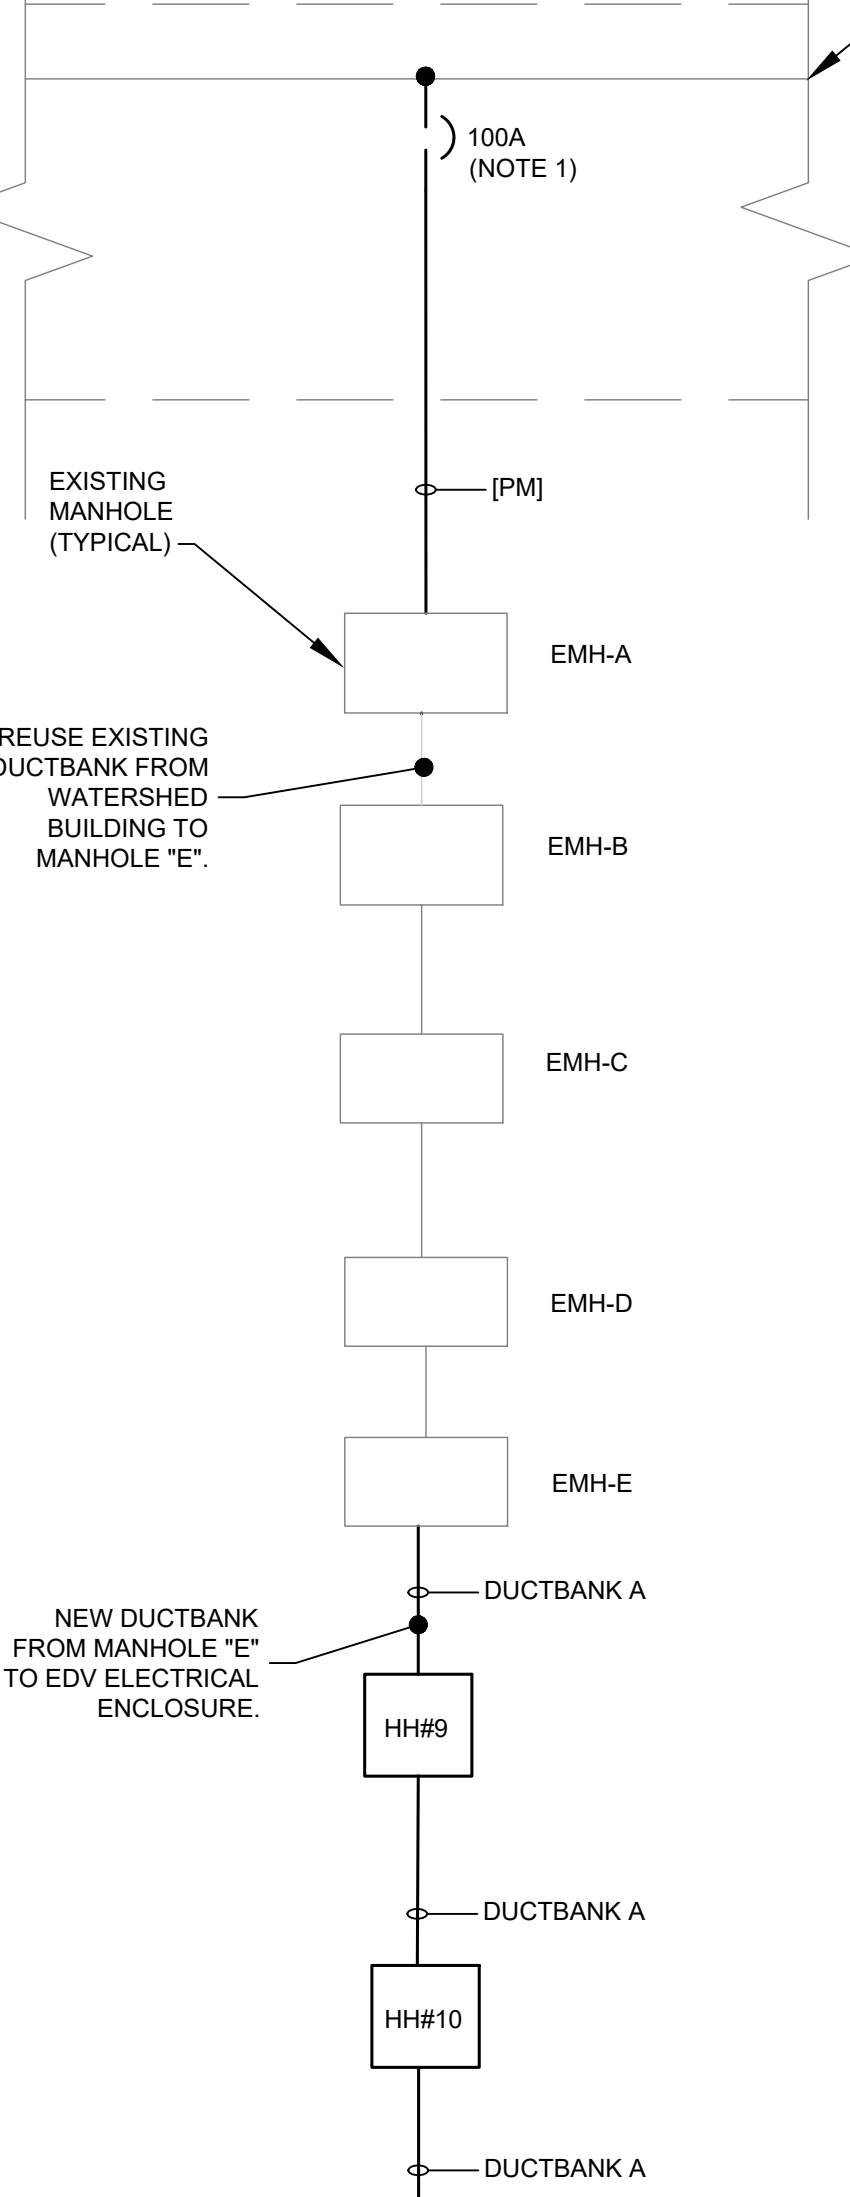 100A
(NOTE 1)
[PM]
EXISTING
MANHOLE
(TYPICAL)
EMH-A
REUSE EXISTING
DUCTBANK FROM
WATERSHED
BUILDING TO
MANHOLE "E".
EMH-B
EMH-C
EMH-D
EMH-E
DUCTBANK A
NEW DUCTBANK
FROM MANHOLE "E"
TO EDV ELECTRICAL
ENCLOSURE.
HH#9
DUCTBANK A
HH#10
DUCTBANK A